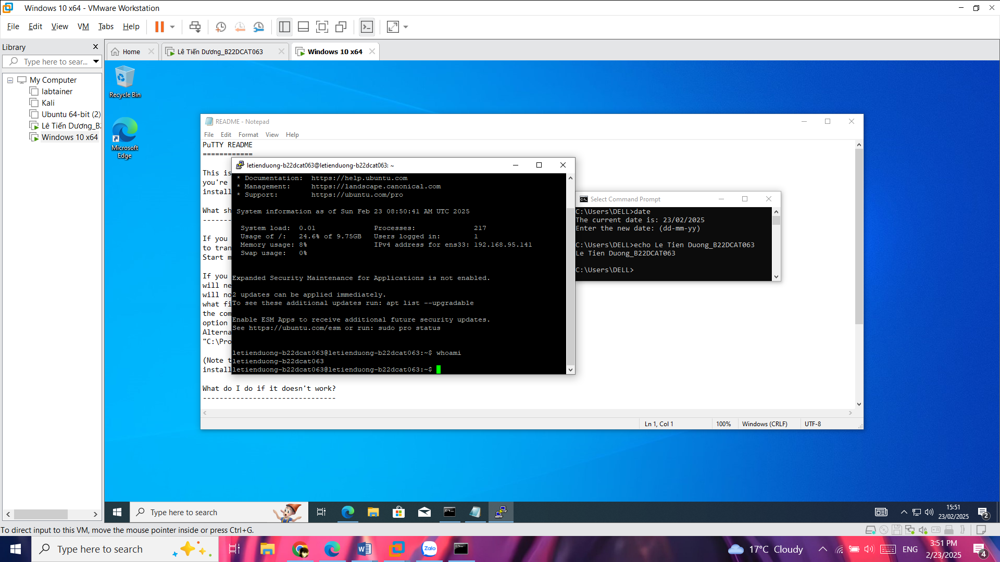 Windows 10 x64 - VMware Workstation
File Edit View VM Tabs Help
Library
Type here to sear...
My Computer
labtainer
Kali
Ubuntu 64-bit (2)
Lê Tiến Dương_B2
Windows 10 x64
Home
Lê Tiến Dương_B22DCAT063
Windows 10 x64
Recycle Bin
Microsoft
Edge
README - Notepad
File Edit Format View Help
PuTTY README
============
This is
you're
install
What sh
-------
If you
to tran
Start m
If you
will ne
will no
what fi
the com
option
Alterna
"C:\Pro
(Note t
install
What do I do if it doesn't work?
--------------------------------
Ln 1, Col 1 100% Windows (CRLF) UTF-8
letienduong-b22dcat063@letienduong-b22dcat063: ~
* Documentation: https://help.ubuntu.com
* Management: https://landscape.canonical.com
* Support: https://ubuntu.com/pro
System information as of Sun Feb 23 08:50:41 AM UTC 2025
System load: 0.01 Processes: 217
Usage of /: 24.6% of 9.75GB Users logged in: 1
Memory usage: 8% IPv4 address for ens33: 192.168.95.141
Swap usage: 0%
Expanded Security Maintenance for Applications is not enabled.
2 updates can be applied immediately.
To see these additional updates run: apt list --upgradable
Enable ESM Apps to receive additional future security updates.
See https://ubuntu.com/esm or run: sudo pro status
letienduong-b22dcat063@letienduong-b22dcat063:~$ whoami
letienduong-b22dcat063
letienduong-b22dcat063@letienduong-b22dcat063:~$
Select Command Prompt
C:\Users\DELL>date
The current date is: 23/02/2025
Enter the new date: (dd-mm-yy)
C:\Users\DELL>echo Le Tien Duong_B22DCAT063
Le Tien Duong_B22DCAT063
C:\Users\DELL>
Type here to search
15:51
23/02/2025
2
To direct input to this VM, move the mouse pointer inside or press Ctrl+G.
Type here to search
Zalo
17°C Cloudy
ENG
3:51 PM
2/23/2025
4